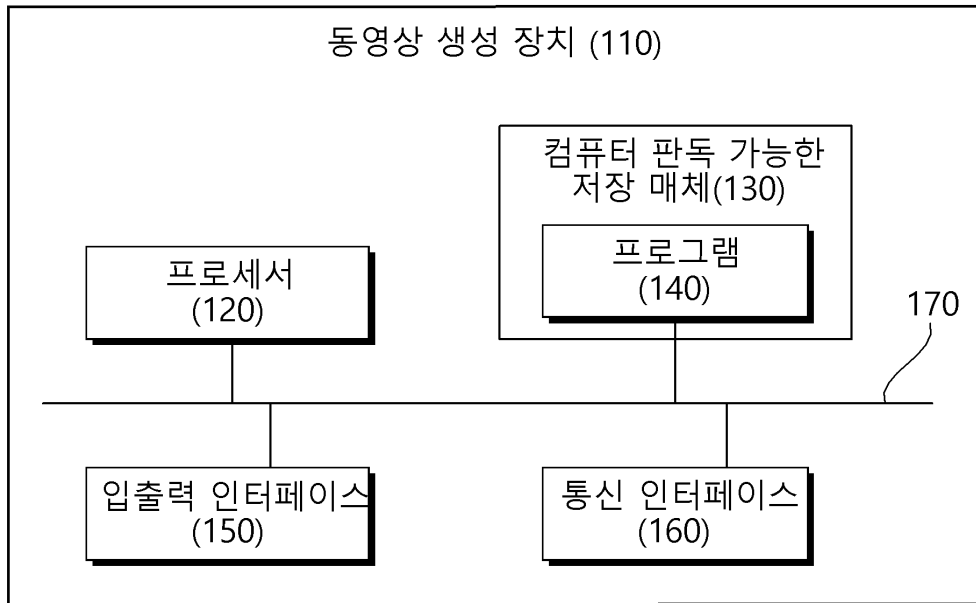 동영상 생성 장치 (110)
컴퓨터 판독 가능한
저장 매체(130)
프로그램
(140)
프로세서
(120)
170
입출력 인터페이스
(150)
통신 인터페이스
(160)